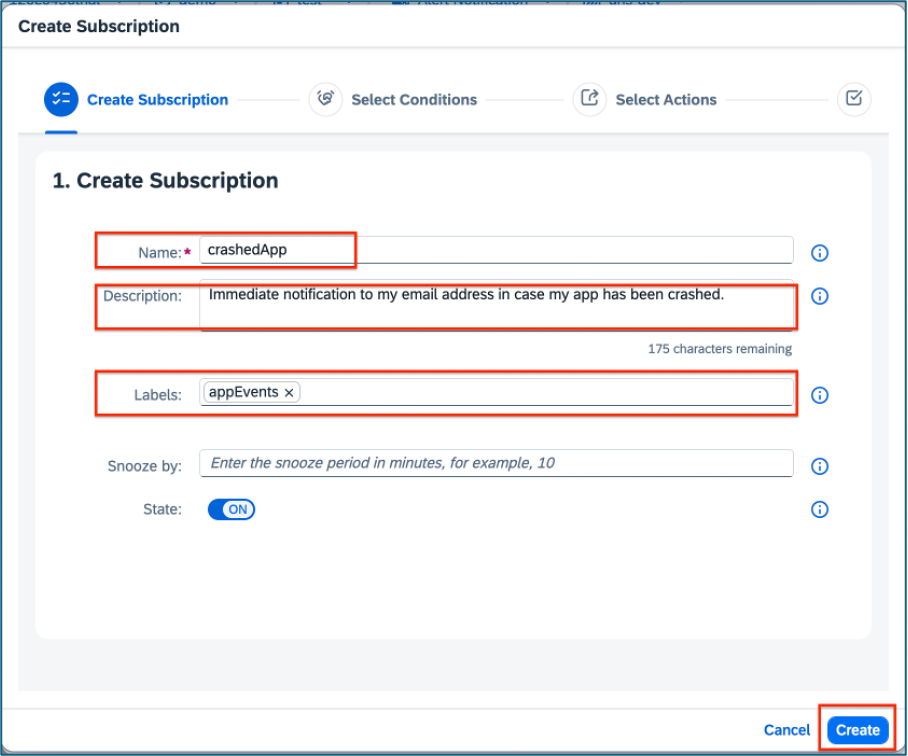 Create Subscription
Create Subscription Select Conditions Select Actions
1. Create Subscription
Name:* crashedApp
Description: Immediate notification to my email address in case my app has been crashed.
175 characters remaining
Labels: appEvents ×
Snooze by: Enter the snooze period in minutes, for example, 10
State: ON
Cancel Create